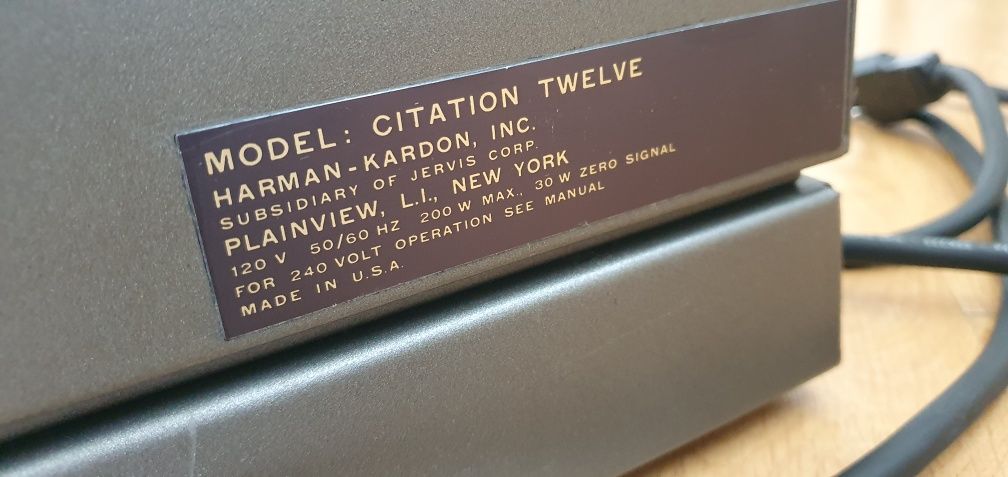 MODEL: CITATION TWELVE
HARMAN-KARDON, INC.
SUBSIDIARY OF JERVIS CORP.
PLAINVIEW, L.I., NEW YORK
120 V 50/60 HZ 200 W MAX., 30 W ZERO SIGNAL
FOR 240 VOLT OPERATION SEE MANUAL
MADE IN U.S.A.